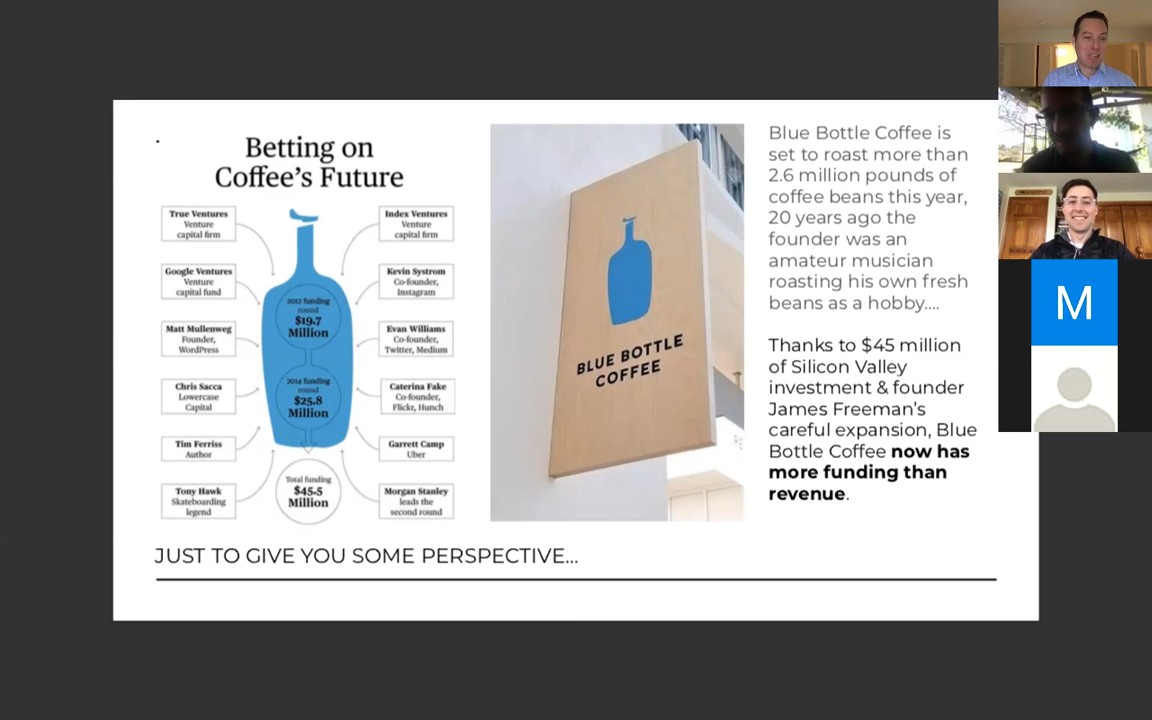 Betting on
Coffee's Future
True Ventures
Venture
capital firm
Google Ventures
Venture
capital fund
Matt Mullenweg
Founder,
WordPress
Chris Sacca
Lowercase
Capital
Tim Ferriss
Author
Tony Hawk
Skateboarding
legend
2012 funding
round
$19.7
Million
2014 funding
round
$25.8
Million
Total funding
$45.5
Million
Index Ventures
Venture
capital firm
Kevin Systrom
Co-founder,
Instagram
Evan Williams
Co-founder,
Twitter, Medium
Caterina Fake
Co-founder,
Flickr, Hunch
Garrett Camp
Uber
Morgan Stanley
leads the
second round
BLUE BOTTLE
COFFEE
Blue Bottle Coffee is
set to roast more than
2.6 million pounds of
coffee beans this year,
20 years ago the
founder was an
amateur musician
roasting his own fresh
beans as a hobby....
Thanks to $45 million
of Silicon Valley
investment & founder
James Freeman's
careful expansion, Blue
Bottle Coffee now has
more funding than
revenue.
JUST TO GIVE YOU SOME PERSPECTIVE...
M